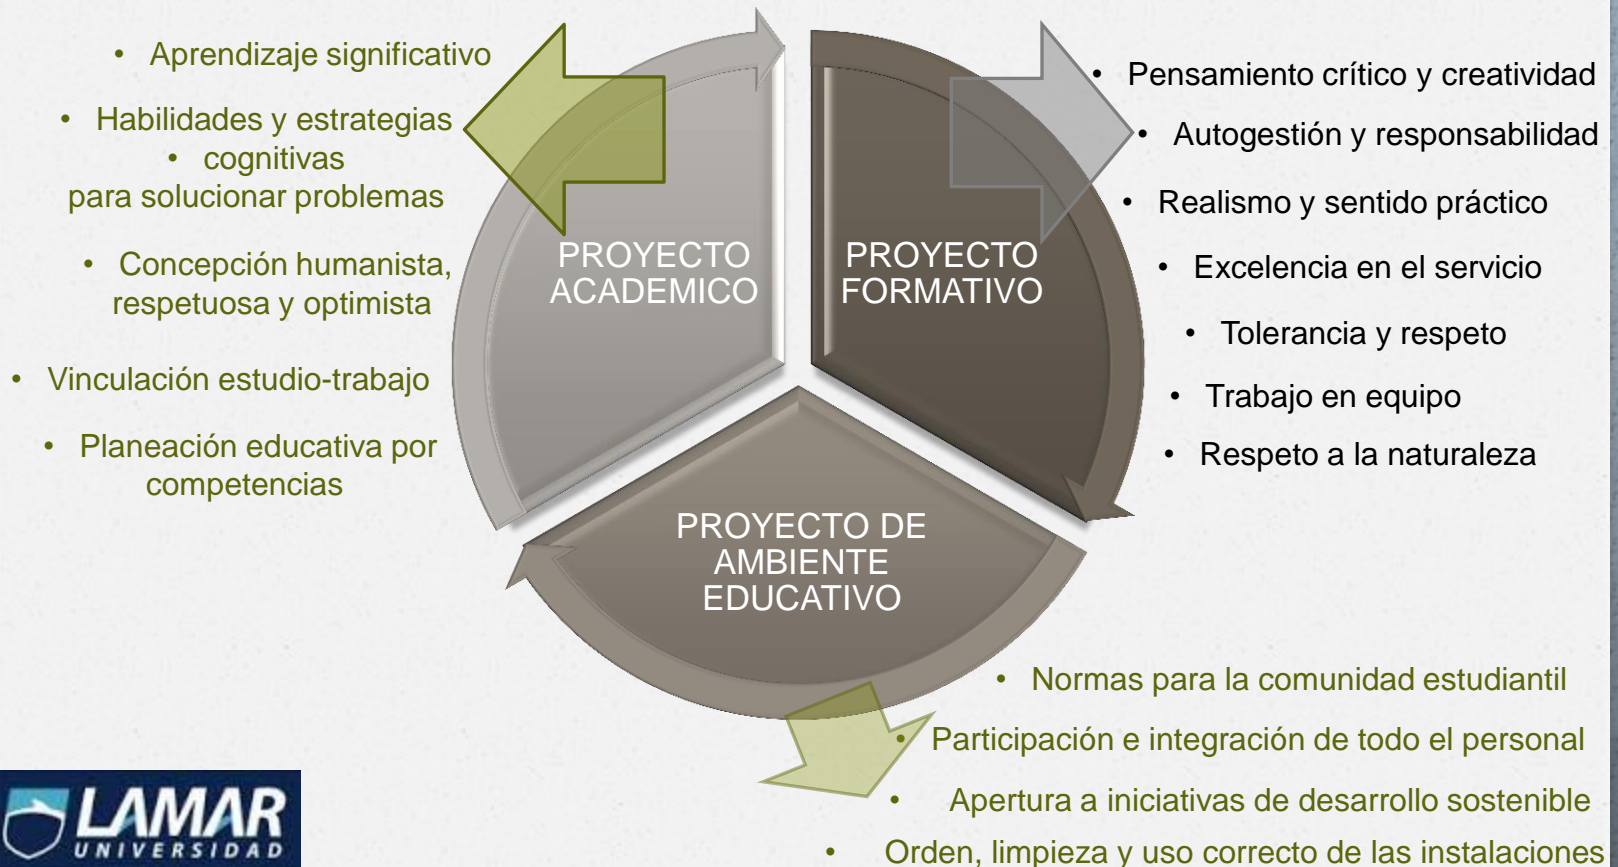 • Aprendizaje significativo
• Habilidades y estrategias
• cognitivas
para solucionar problemas
• Concepción humanista,
respetuosa y optimista
• Vinculación estudio-trabajo
• Planeación educativa por
competencias
PROYECTO
ACADEMICO
PROYECTO
FORMATIVO
PROYECTO DE
AMBIENTE
EDUCATIVO
• Pensamiento crítico y creatividad
• Autogestión y responsabilidad
• Realismo y sentido práctico
• Excelencia en el servicio
• Tolerancia y respeto
• Trabajo en equipo
• Respeto a la naturaleza
• Normas para la comunidad estudiantil
• Participación e integración de todo el personal
• Apertura a iniciativas de desarrollo sostenible
• Orden, limpieza y uso correcto de las instalaciones
LAMAR
UNIVERSIDAD